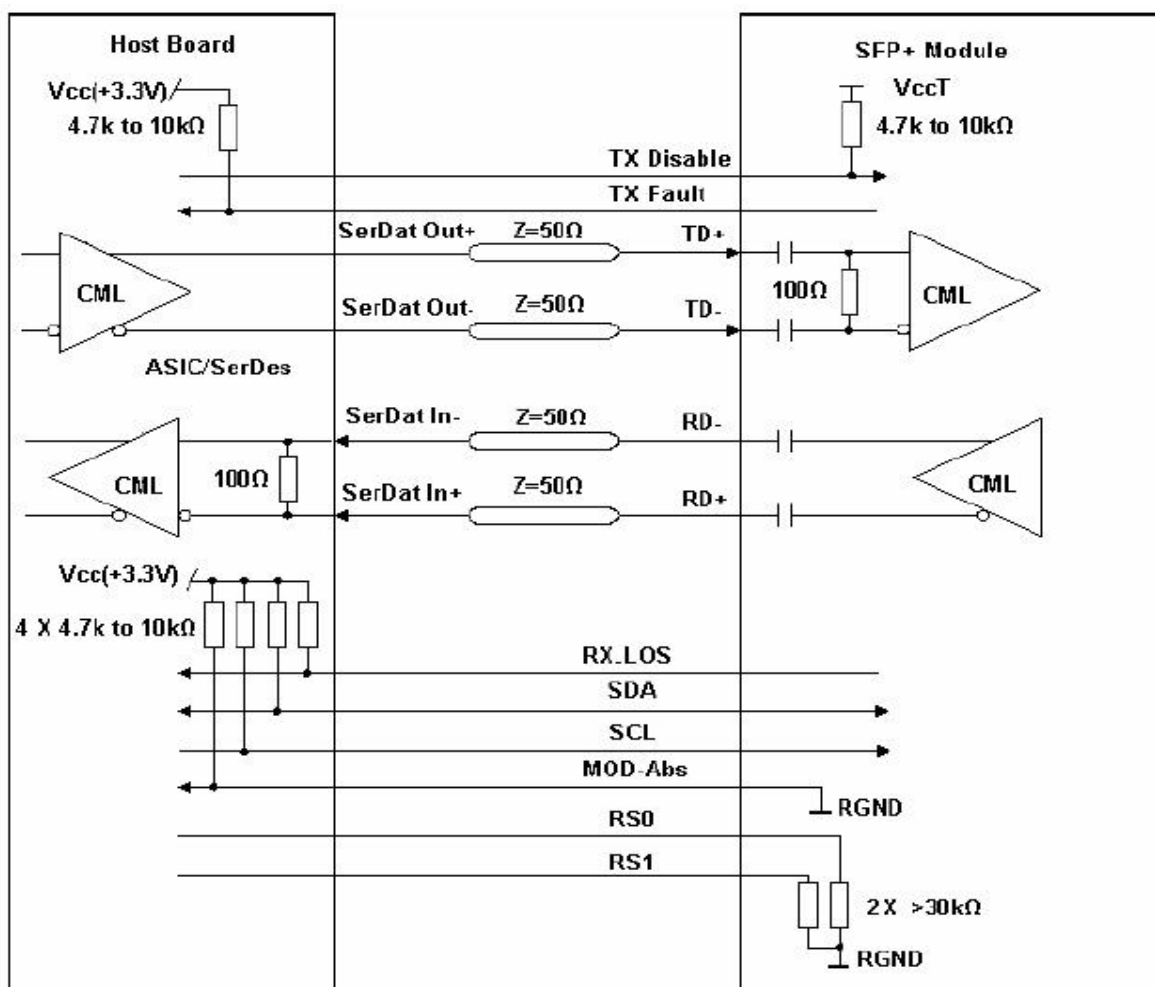 Host Board
SFP+ Module
Vcc(+3.3V)
VccT
4.7k to 10kΩ
4.7k to 10kΩ
TX Disable
TX Fault
SerDat Out+
Z=50Ω
TD+
CML
100Ω
CML
SerDat Out-
Z=50Ω
TD-
ASIC/SerDes
SerDat In-
Z=50Ω
RD-
CML
100Ω
CML
SerDat In+
Z=50Ω
RD+
Vcc(+3.3V)
4 X 4.7k to 10kΩ
RX_LOS
SDA
SCL
MOD-Abs
RGND
RS0
RS1
2X >30kΩ
RGND